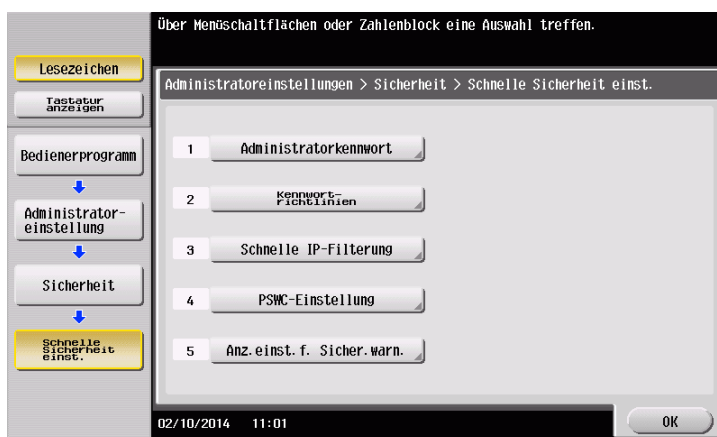 Über Menüschaltflächen oder Zahlenblock eine Auswahl treffen.
Lesezeichen
Tastatur
anzeigen
Administratoreinstellungen > Sicherheit > Schnelle Sicherheit einst.
Bedienerprogramm
Administrator-
einstellung
Sicherheit
Schnelle
Sicherheit
einst.
1 Administratorkennwort
2 Kennwort-
richtlinien
3 Schnelle IP-Filterung
4 PSWC-Einstellung
5 Anz.einst.f. Sicher.warn.
02/10/2014 11:01
OK